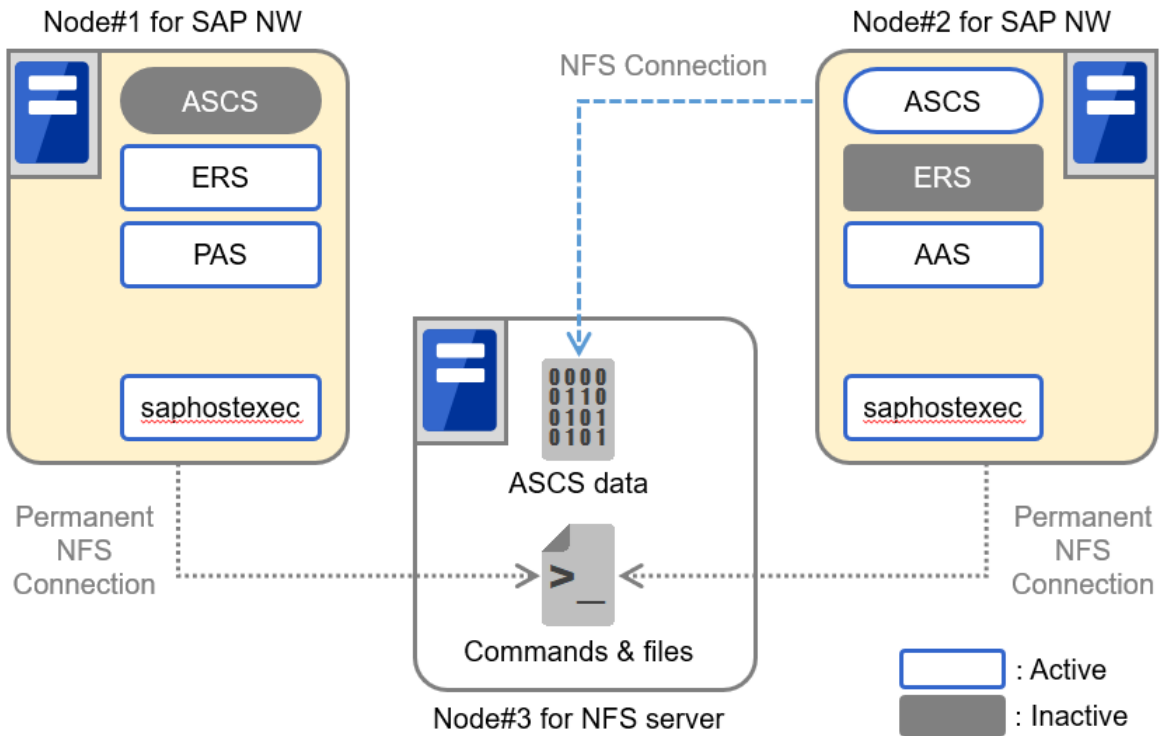 Node#1 for SAP NW
Node#2 for SAP NW
NFS Connection
ASCS
ERS
PAS
saphostexec
ASCS
ERS
AAS
saphostexec
0000
0110
0101
0101
ASCS data
Permanent
NFS
Connection
Permanent
NFS
Connection
>_
Commands & files
Node#3 for NFS server
: Active
: Inactive